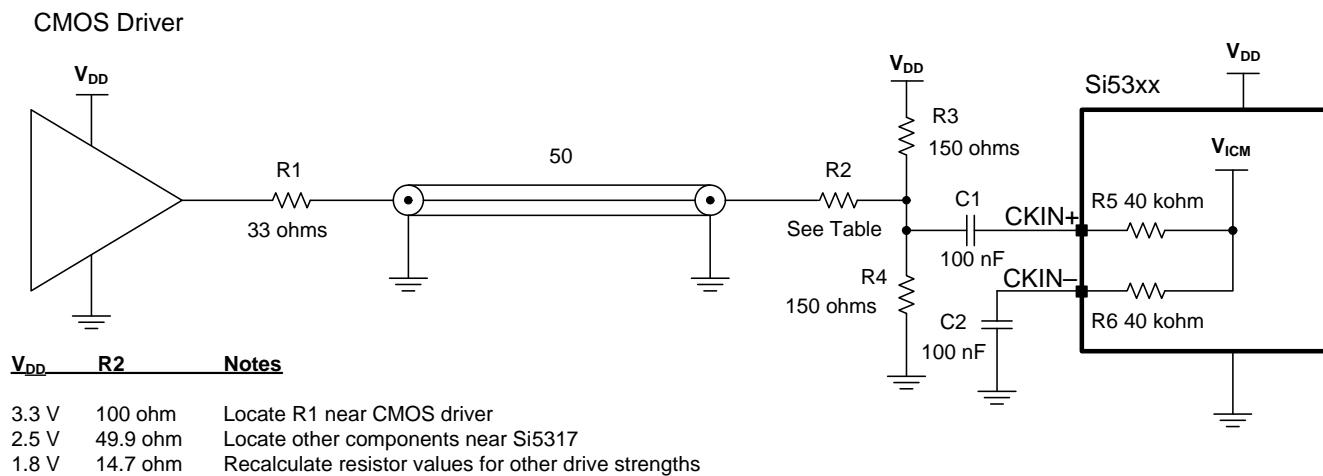 CMOS Driver
VDD
R1
33 ohms
50
R2
See Table
VDD
R3
150 ohms
R4
150 ohms
C1
100 nF
CKIN+
CKIN–
C2
100 nF
VDD
Si53xx
VICM
R5 40 kohm
R6 40 kohm
VDD R2 Notes
3.3 V 100 ohm Locate R1 near CMOS driver
2.5 V 49.9 ohm Locate other components near Si5317
1.8 V 14.7 ohm Recalculate resistor values for other drive strengths